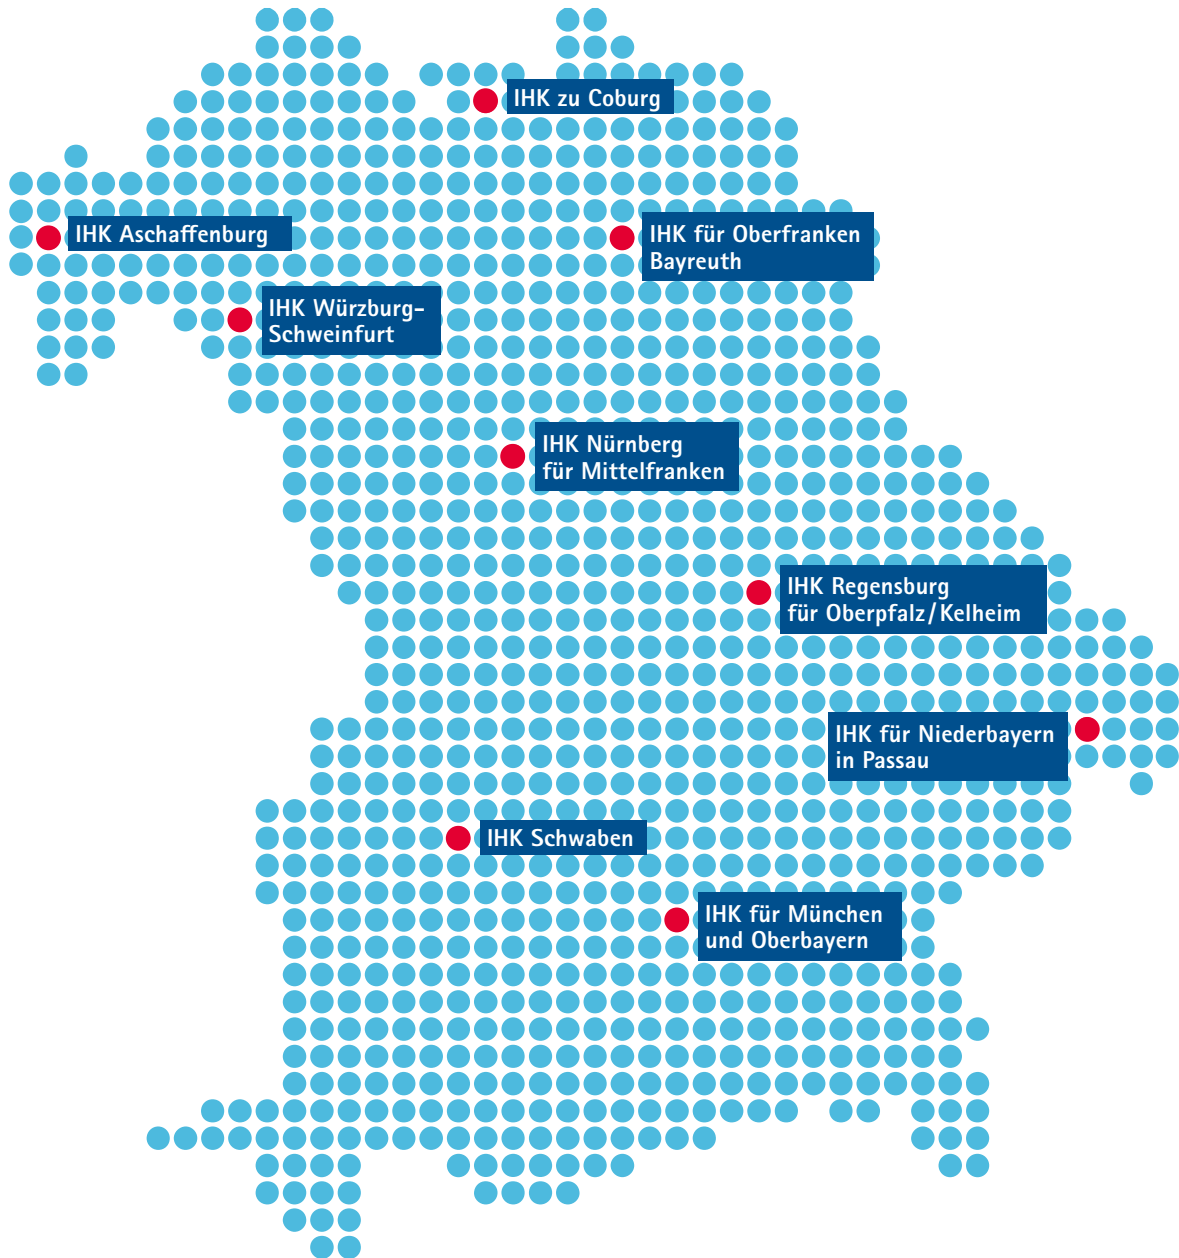 IHK zu Coburg
IHK Aschaffenburg
IHK für Oberfranken
Bayreuth
IHK Würzburg-
Schweinfurt
IHK Nürnberg
für Mittelfranken
IHK Regensburg
für Oberpfalz/Kelheim
IHK für Niederbayern
in Passau
IHK Schwaben
IHK für München
und Oberbayern